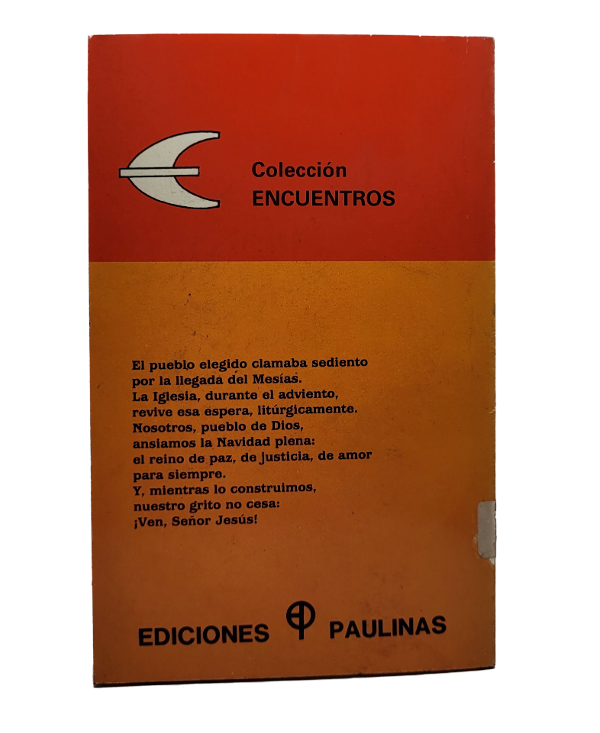 Colección
ENCUENTROS
El pueblo elegido clamaba sediento
por la llegada del Mesías.
La Iglesia, durante el adviento,
revive esa espera, litúrgicamente.
Nosotros, pueblo de Dios,
ansiamos la Navidad plena:
el reino de paz, de justicia, de amor
para siempre.
Y, mientras lo construimos,
nuestro grito no cesa:
¡Ven, Señor Jesús!
EDICIONES EP PAULINAS